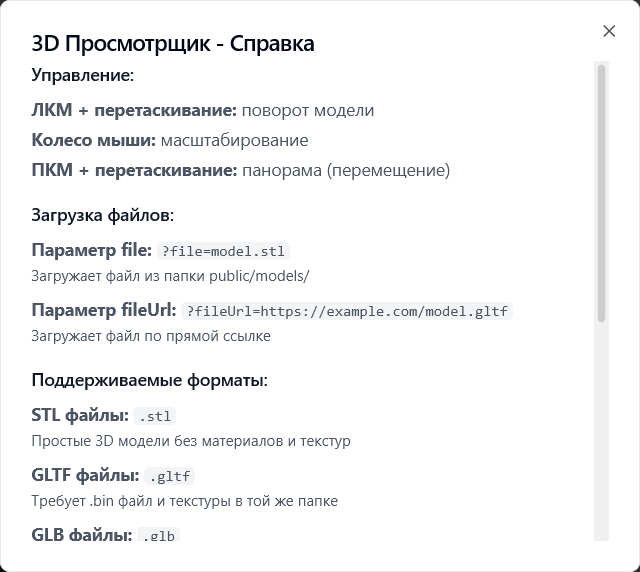 3D Просмотрщик - Справка
Управление:
ЛКМ + перетаскивание: поворот модели
Колесо мыши: масштабирование
ПКМ + перетаскивание: панорама (перемещение)
Загрузка файлов:
Параметр file: ?file=model.stl
Загружает файл из папки public/models/
Параметр fileUrl: ?fileUrl=https://example.com/model.gltf
Загружает файл по прямой ссылке
Поддерживаемые форматы:
STL файлы: .stl
Простые 3D модели без материалов и текстур
GLTF файлы: .gltf
Требует .bin файл и текстуры в той же папке
GLB файлы: .glb